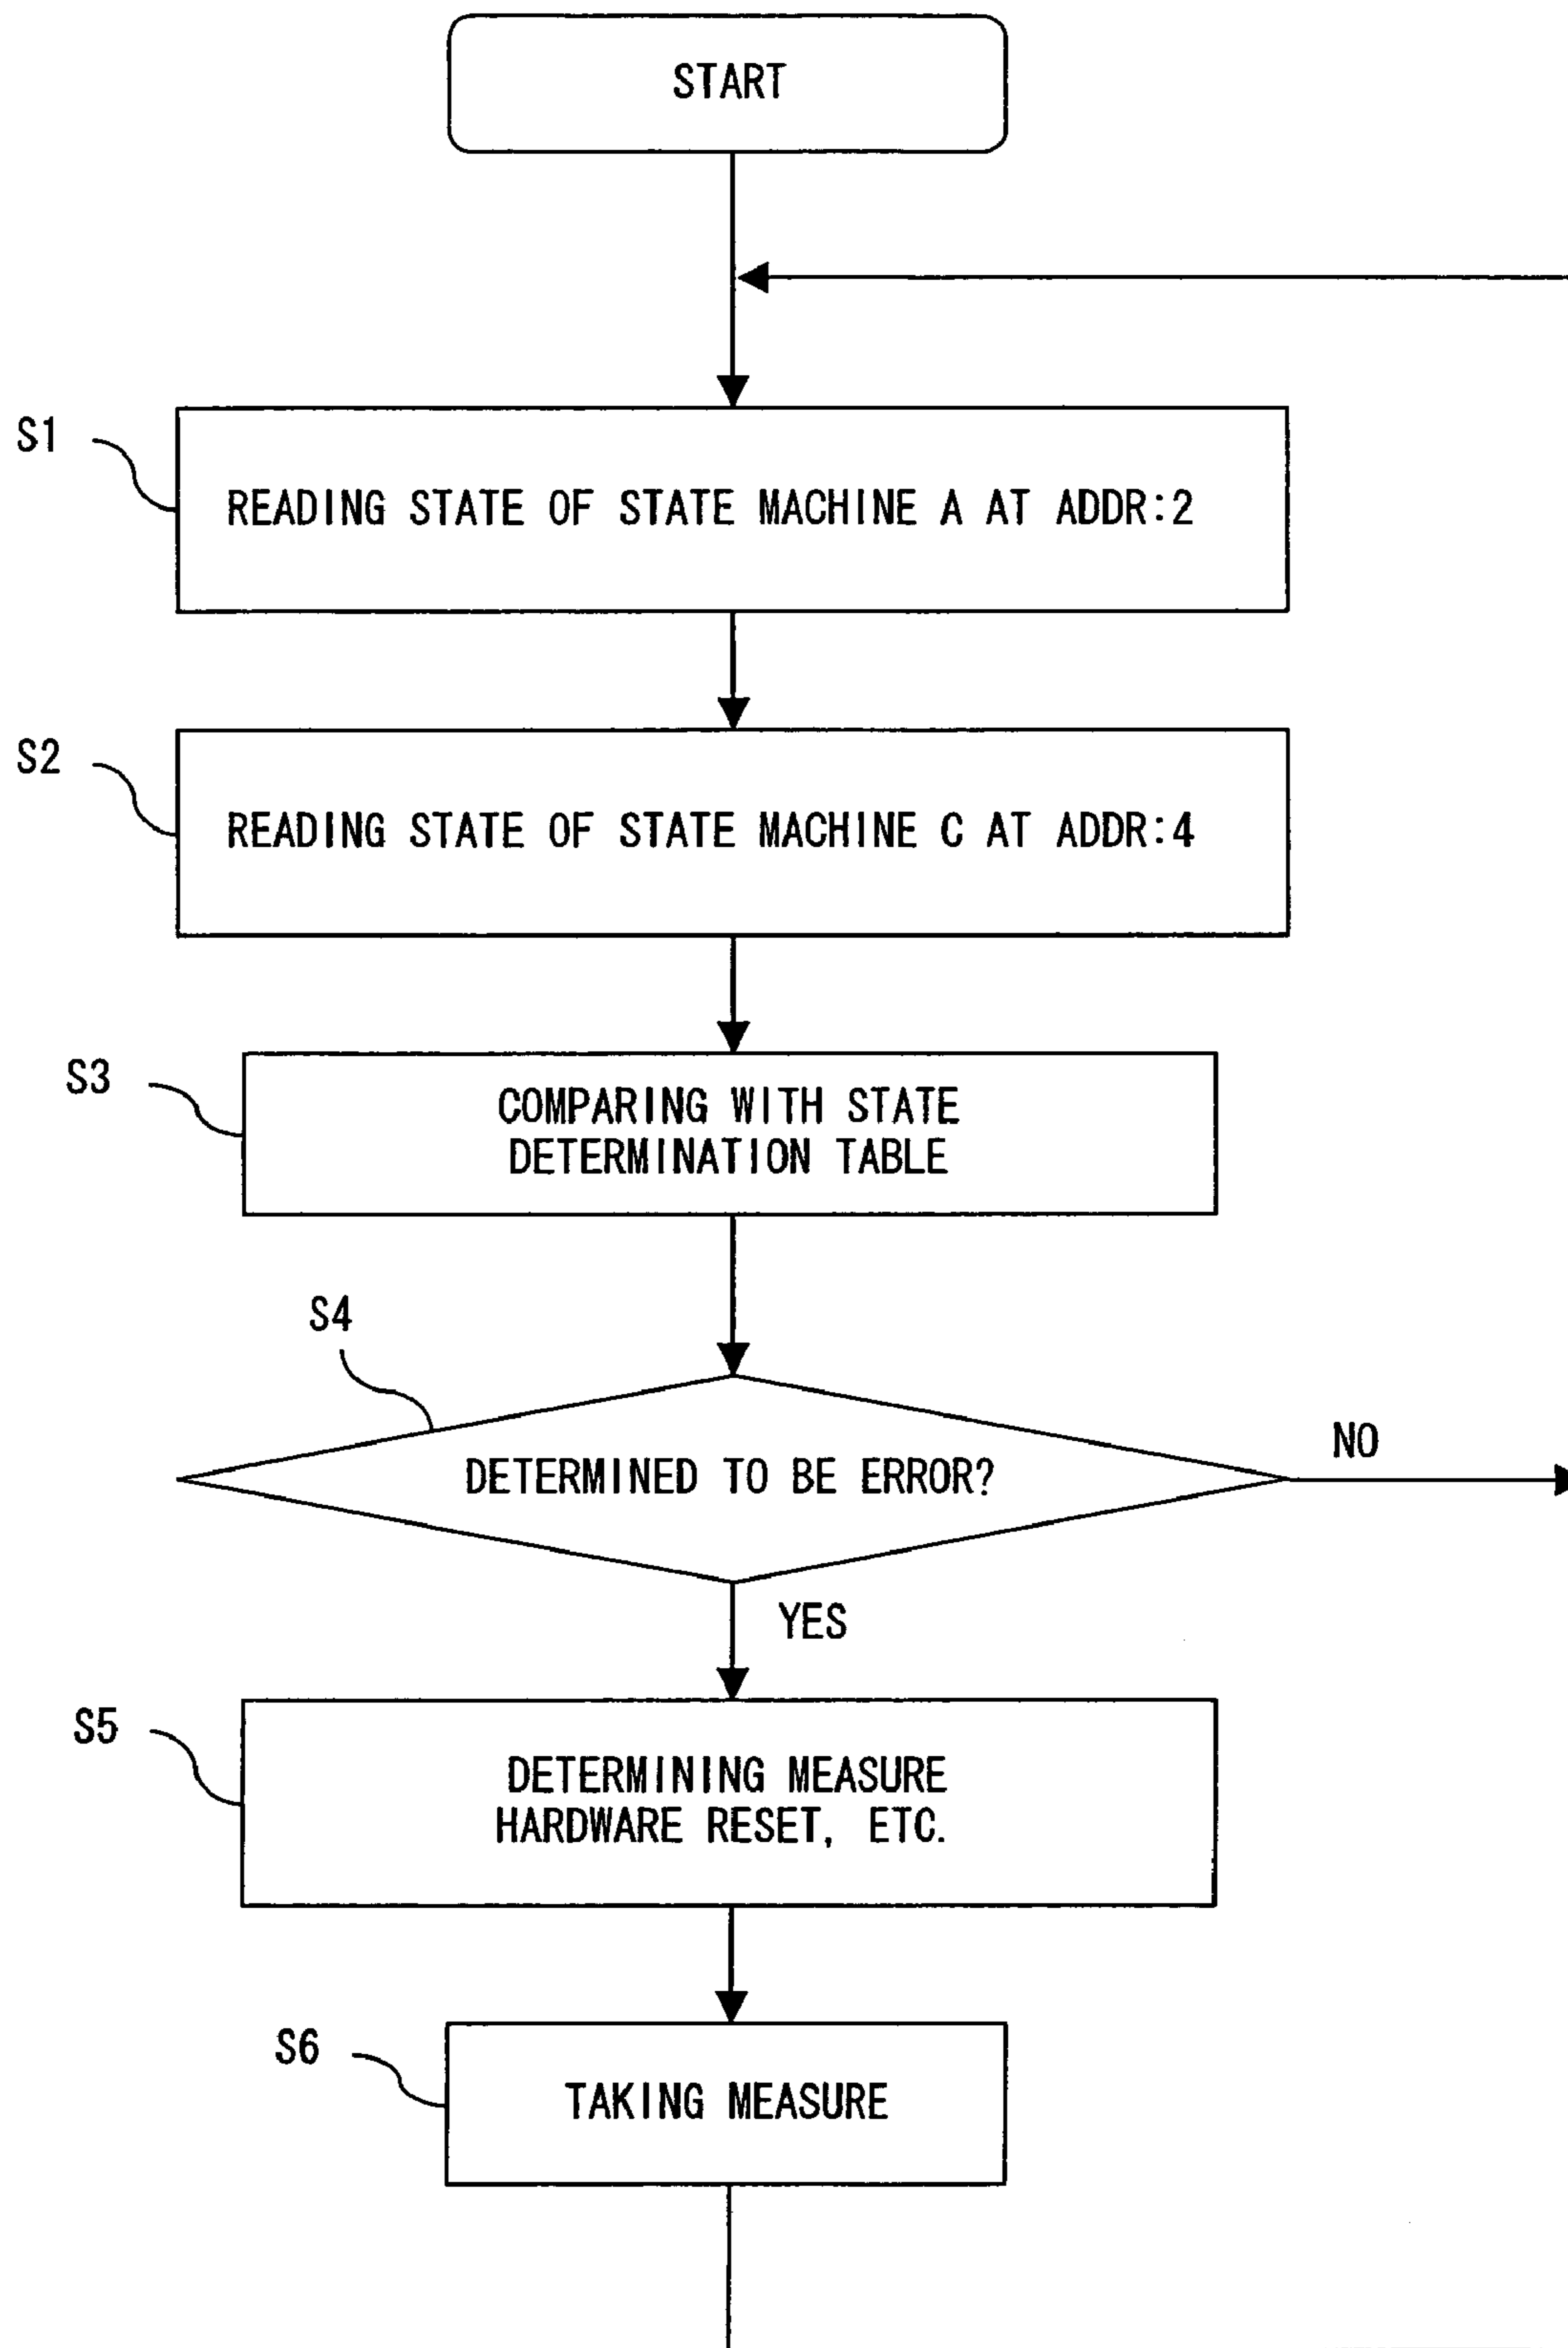 START
S1
READING STATE OF STATE MACHINE A AT ADDR:2
S2
READING STATE OF STATE MACHINE C AT ADDR:4
S3
COMPARING WITH STATE
DETERMINATION TABLE
S4
DETERMINED TO BE ERROR?
NO
YES
S5
DETERMINING MEASURE
HARDWARE RESET, ETC.
S6
TAKING MEASURE